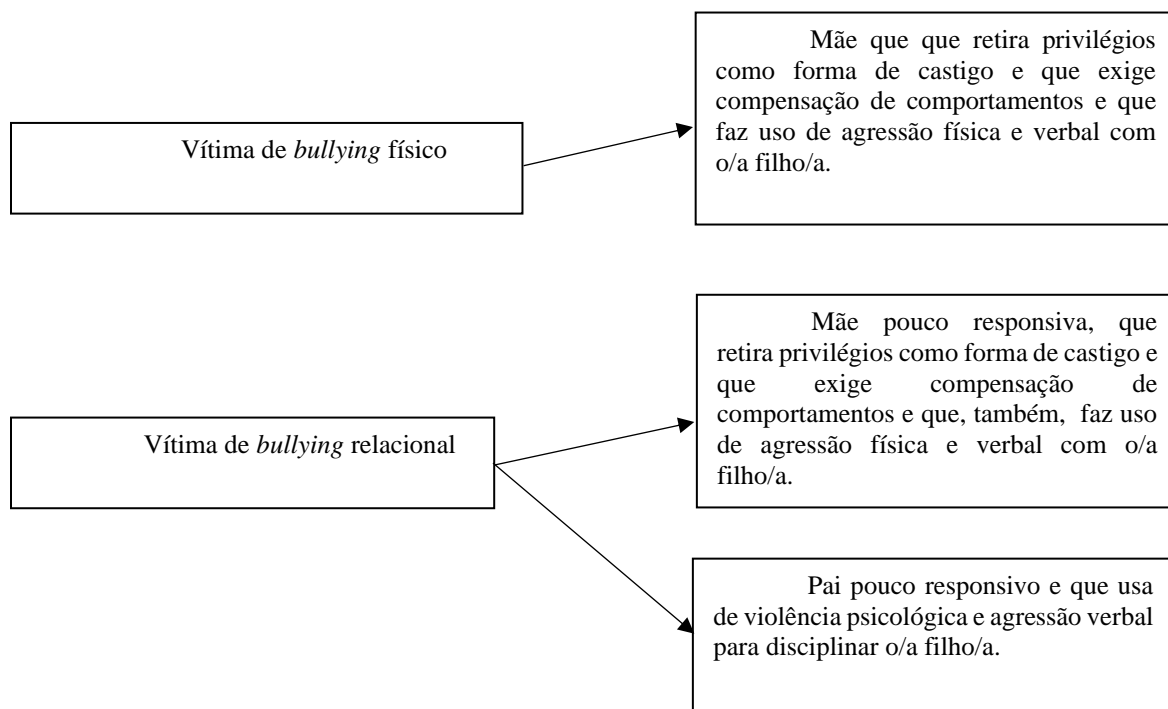 Mãe que que retira privilégios
como forma de castigo e que exige
compensação de comportamentos e que
faz uso de agressão física e verbal com
o/a filho/a.
Vítima de bullying físico
Mãe pouco responsiva, que
retira privilégios como forma de castigo e
que exige compensação de
comportamentos e que, também, faz uso
de agressão física e verbal com o/a
filho/a.
Vítima de bullying relacional
Pai pouco responsivo e que usa
de violência psicológica e agressão verbal
para disciplinar o/a filho/a.